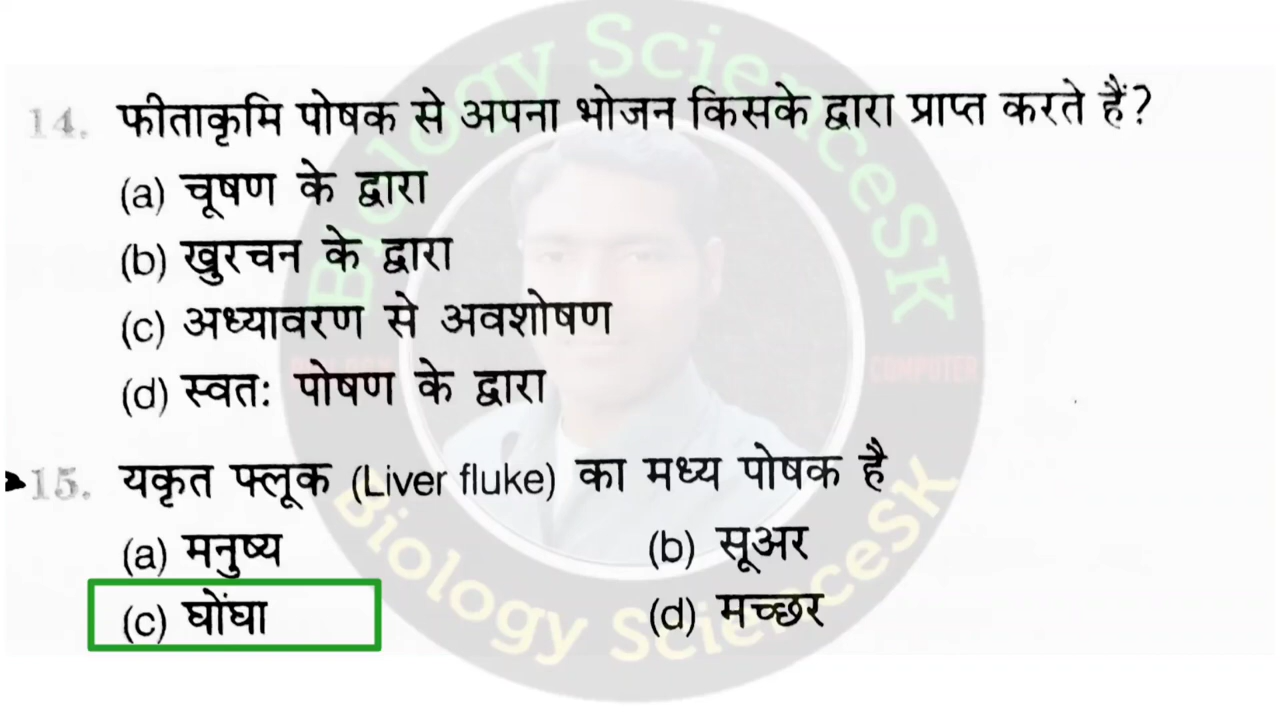 14. फीताकृमि पोषक से अपना भोजन किसके द्वारा प्राप्त करते हैं?
(a) चूषण के द्वारा
(b) खुरचन के द्वारा
(c) अध्यावरण से अवशोषण
(d) स्वतः पोषण के द्वारा
15. यकृत फ्लूक (Liver fluke) का मध्य पोषक है
(a) मनुष्य (b) सूअर
(c) घोंघा (d) मच्छर
Biology ScienceSK
COMPUTER
Biology ScienceSK